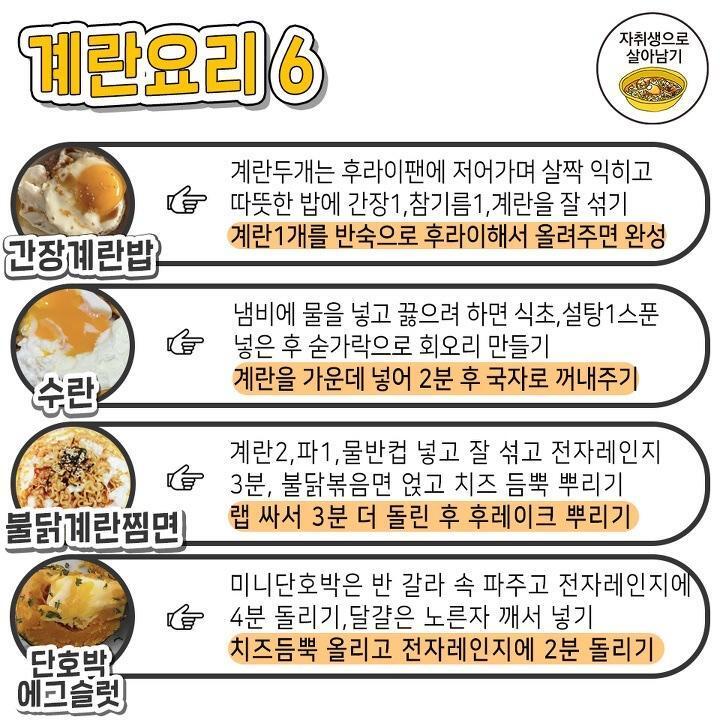 계란요리 6
자취생으로
살아남기
계란두개는 후라이팬에 저어가며 살짝 익히고
따뜻한 밥에 간장1,참기름1,계란을 잘 섞기
계란1개를 반숙으로 후라이해서 올려주면 완성
간장계란밥
냄비에 물을 넣고 끓으려 하면 식초,설탕1스푼
넣은 후 숟가락으로 회오리 만들기
계란을 가운데 넣어 2분 후 국자로 꺼내주기
수란
계란2,파1,물반컵 넣고 잘 섞고 전자레인지
3분, 불닭볶음면 얹고 치즈 듬뿍 뿌리기
랩 싸서 3분 더 돌린 후 후레이크 뿌리기
불닭계란찜면
미니단호박은 반 갈라 속 파주고 전자레인지에
4분 돌리기,달걀은 노른자 깨서 넣기
치즈듬뿍 올리고 전자레인지에 2분 돌리기
단호박
에그슬럿